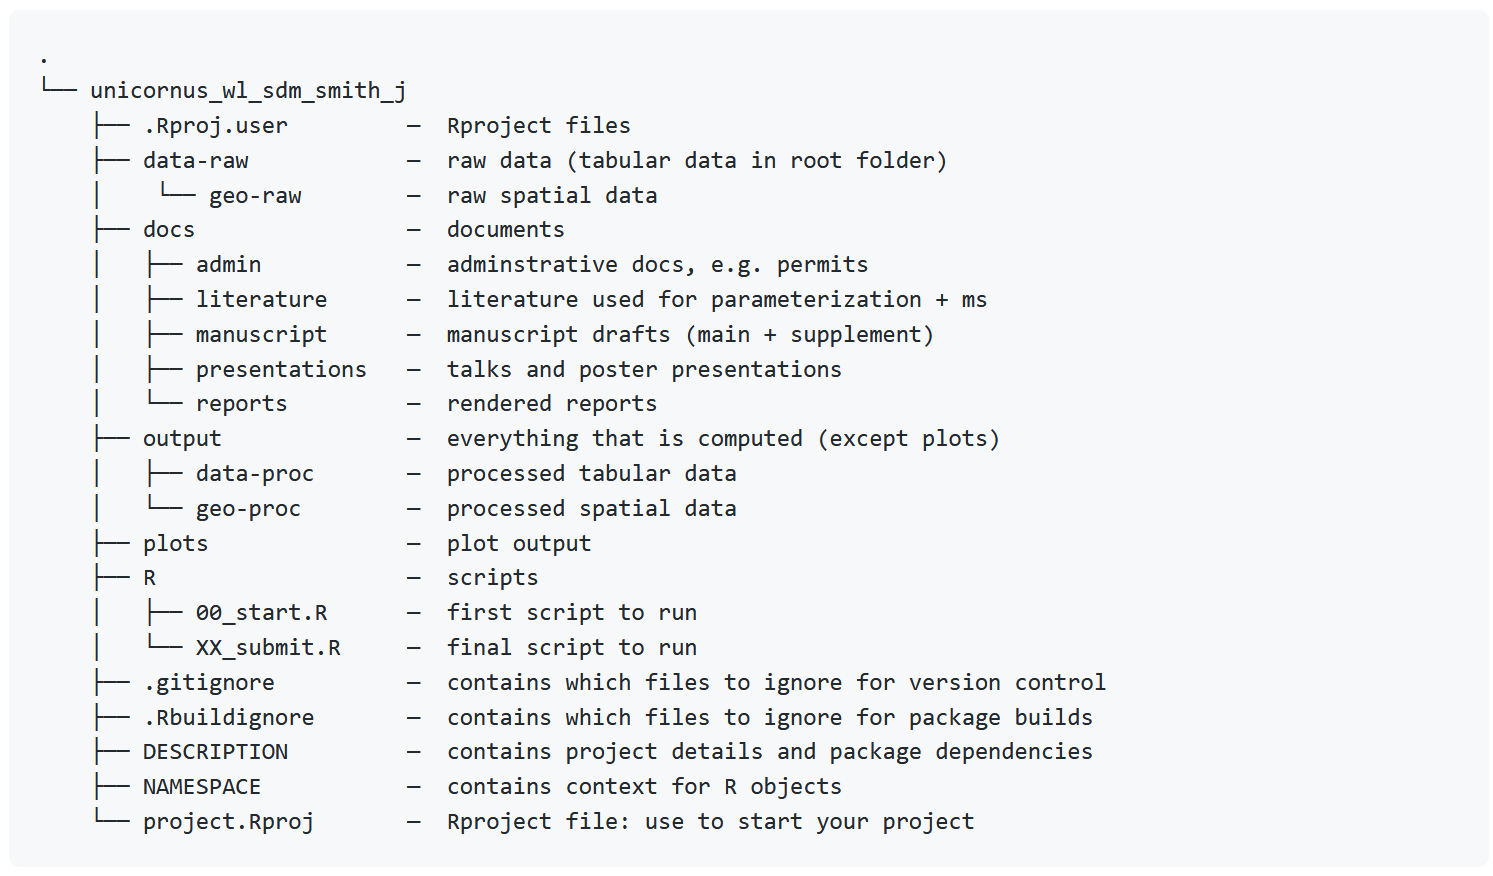 .
└── unicornus_wl_sdm_smith_j
    ├── .Rproj.user         —  Rproject files
    ├── data-raw            —  raw data (tabular data in root folder)
    │    └── geo-raw        —  raw spatial data
    ├── docs                —  documents
    │   ├── admin           —  adminstrative docs, e.g. permits
    │   ├── literature      —  literature used for parameterization + ms
    │   ├── manuscript      —  manuscript drafts (main + supplement)
    │   ├── presentations   —  talks and poster presentations
    │   └── reports         —  rendered reports
    ├── output              —  everything that is computed (except plots)
    │   ├── data-proc       —  processed tabular data
    │   └── geo-proc        —  processed spatial data
    ├── plots               —  plot output
    ├── R                   —  scripts
    │   ├── 00_start.R      —  first script to run
    │   └── XX_submit.R     —  final script to run
    ├── .gitignore          —  contains which files to ignore for version control
    ├── .Rbuildignore       —  contains which files to ignore for package builds
    ├── DESCRIPTION         —  contains project details and package dependencies
    ├── NAMESPACE           —  contains context for R objects
    └── project.Rproj       —  Rproject file: use to start your project